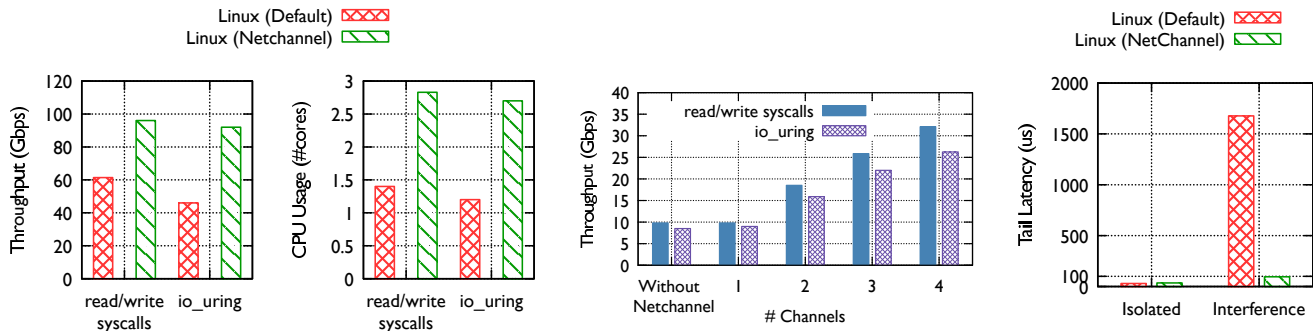 Linux (Default)
Linux (Netchannel)
Throughput (Gbps)
120
100
80
60
40
20
0
read/write
syscalls
io_uring
CPU Usage (#cores)
3
2.5
2
1.5
1
0.5
0
read/write
syscalls
io_uring
Throughput (Gbps)
40
35
30
25
20
15
10
5
0
read/write syscalls
io_uring
Without
Netchannel
1
2
3
4
# Channels
Linux (Default)
Linux (NetChannel)
Tail Latency (us)
2000
1500
1000
500
100
0
Isolated
Interference